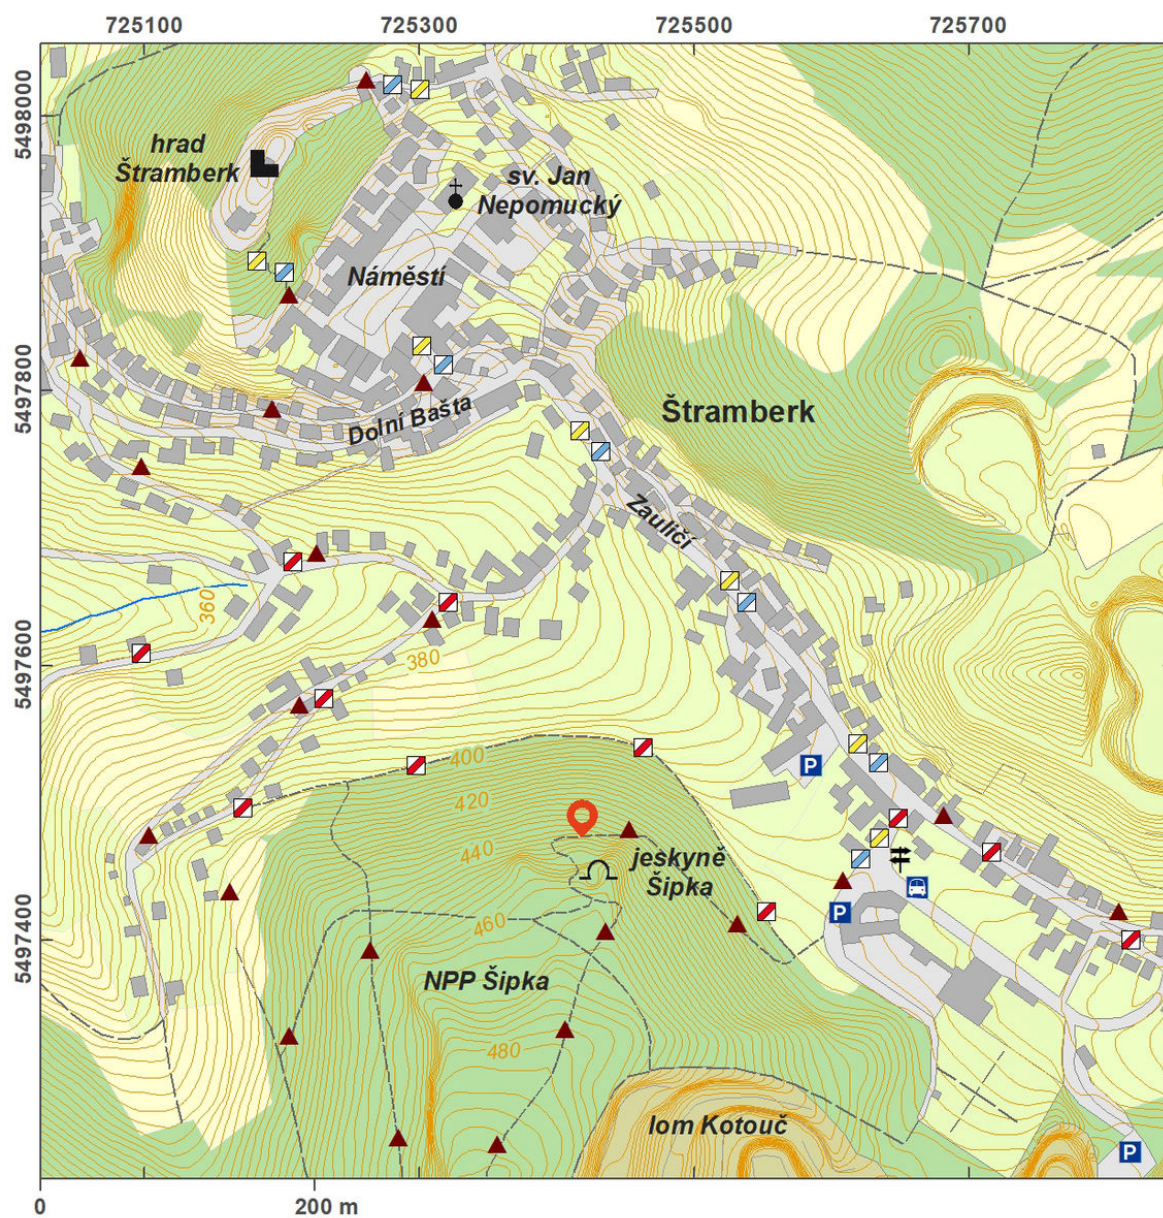 725100 725300 725500 725700
5498000
hrad
Štramberk
sv. Jan
Nepomucký
Náměstí
5497800
Dolní Bašta
Štramberk
Zauličí
360
5497600
380
400
P
420
440
jeskyně
Šipka
P
460
5497400
NPP Šipka
480
lom Kotouč
P
0 200 m